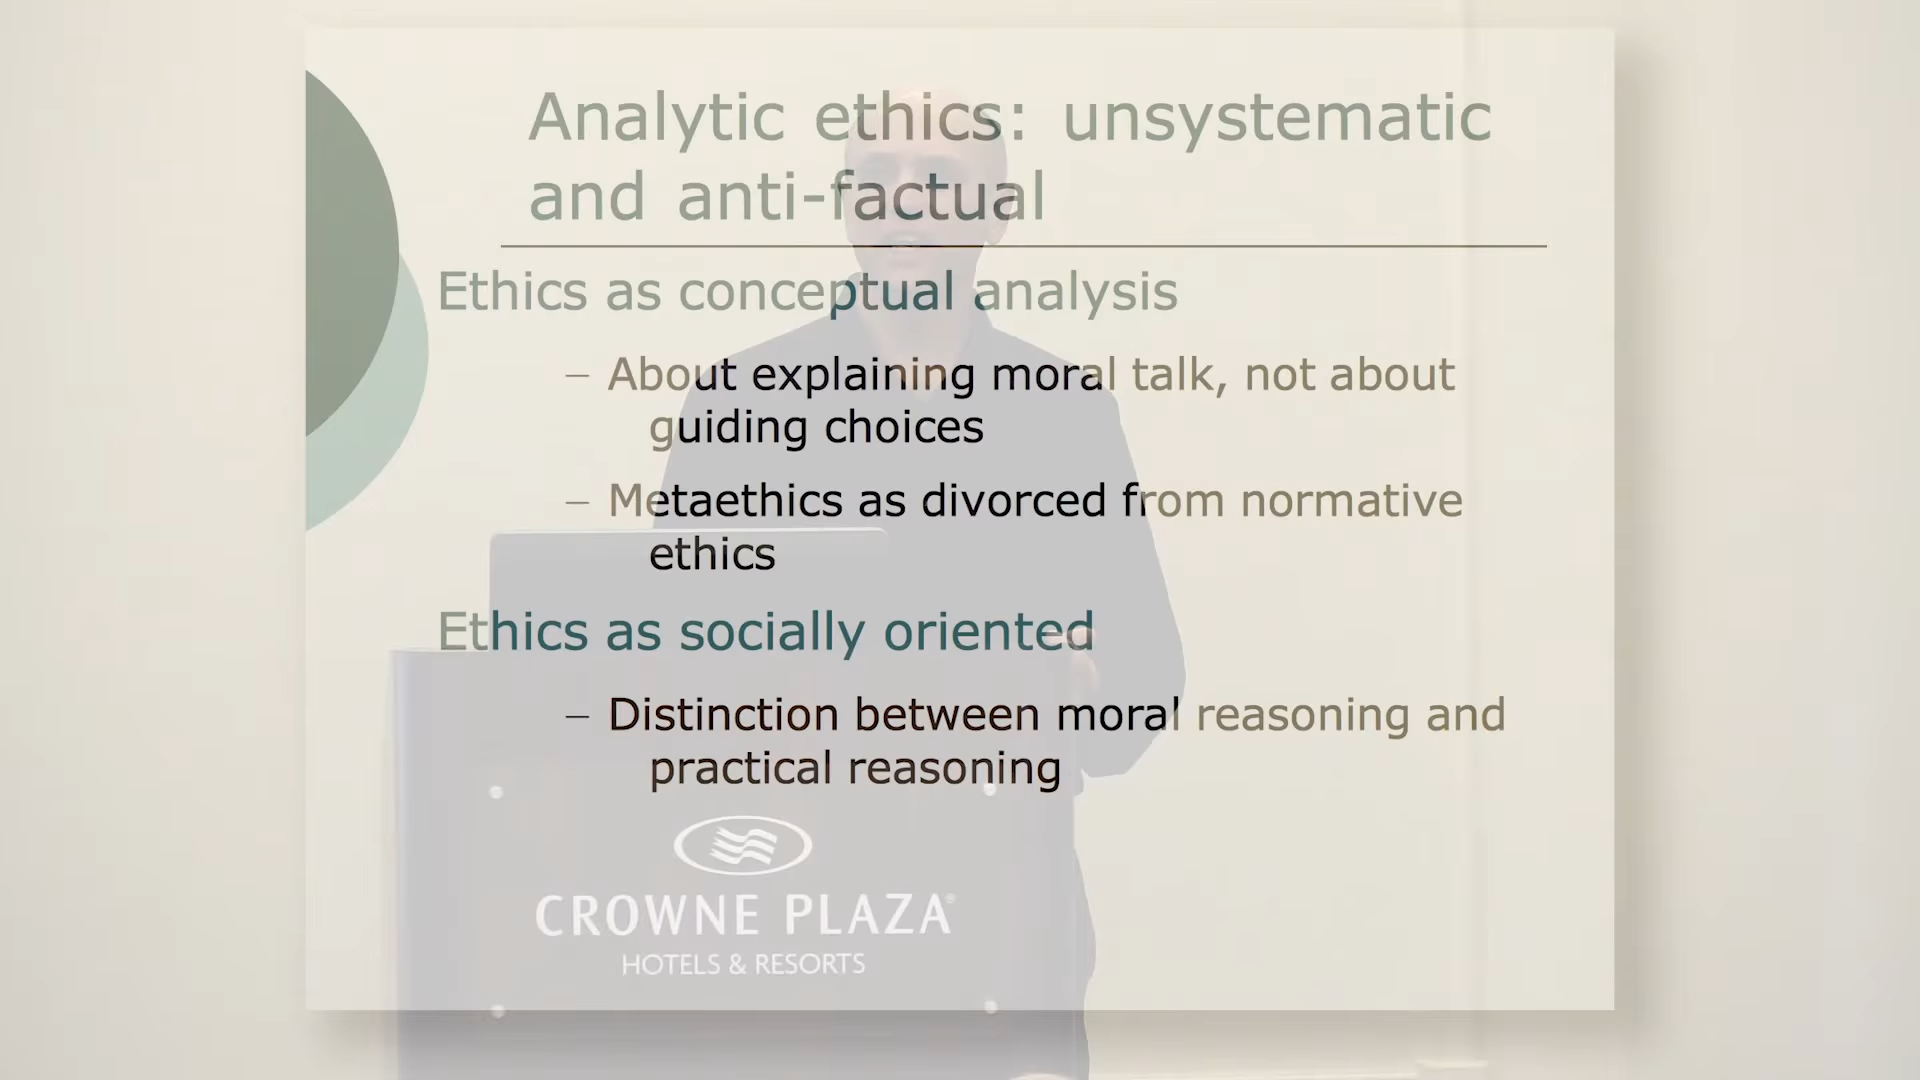 Analytic ethics: unsystematic
and anti-factual
Ethics as conceptual analysis
– About explaining moral talk, not about
guiding choices
– Metaethics as divorced from normative
ethics
Ethics as socially oriented
– Distinction between moral reasoning and
practical reasoning
CROWNE PLAZA®
HOTELS & RESORTS